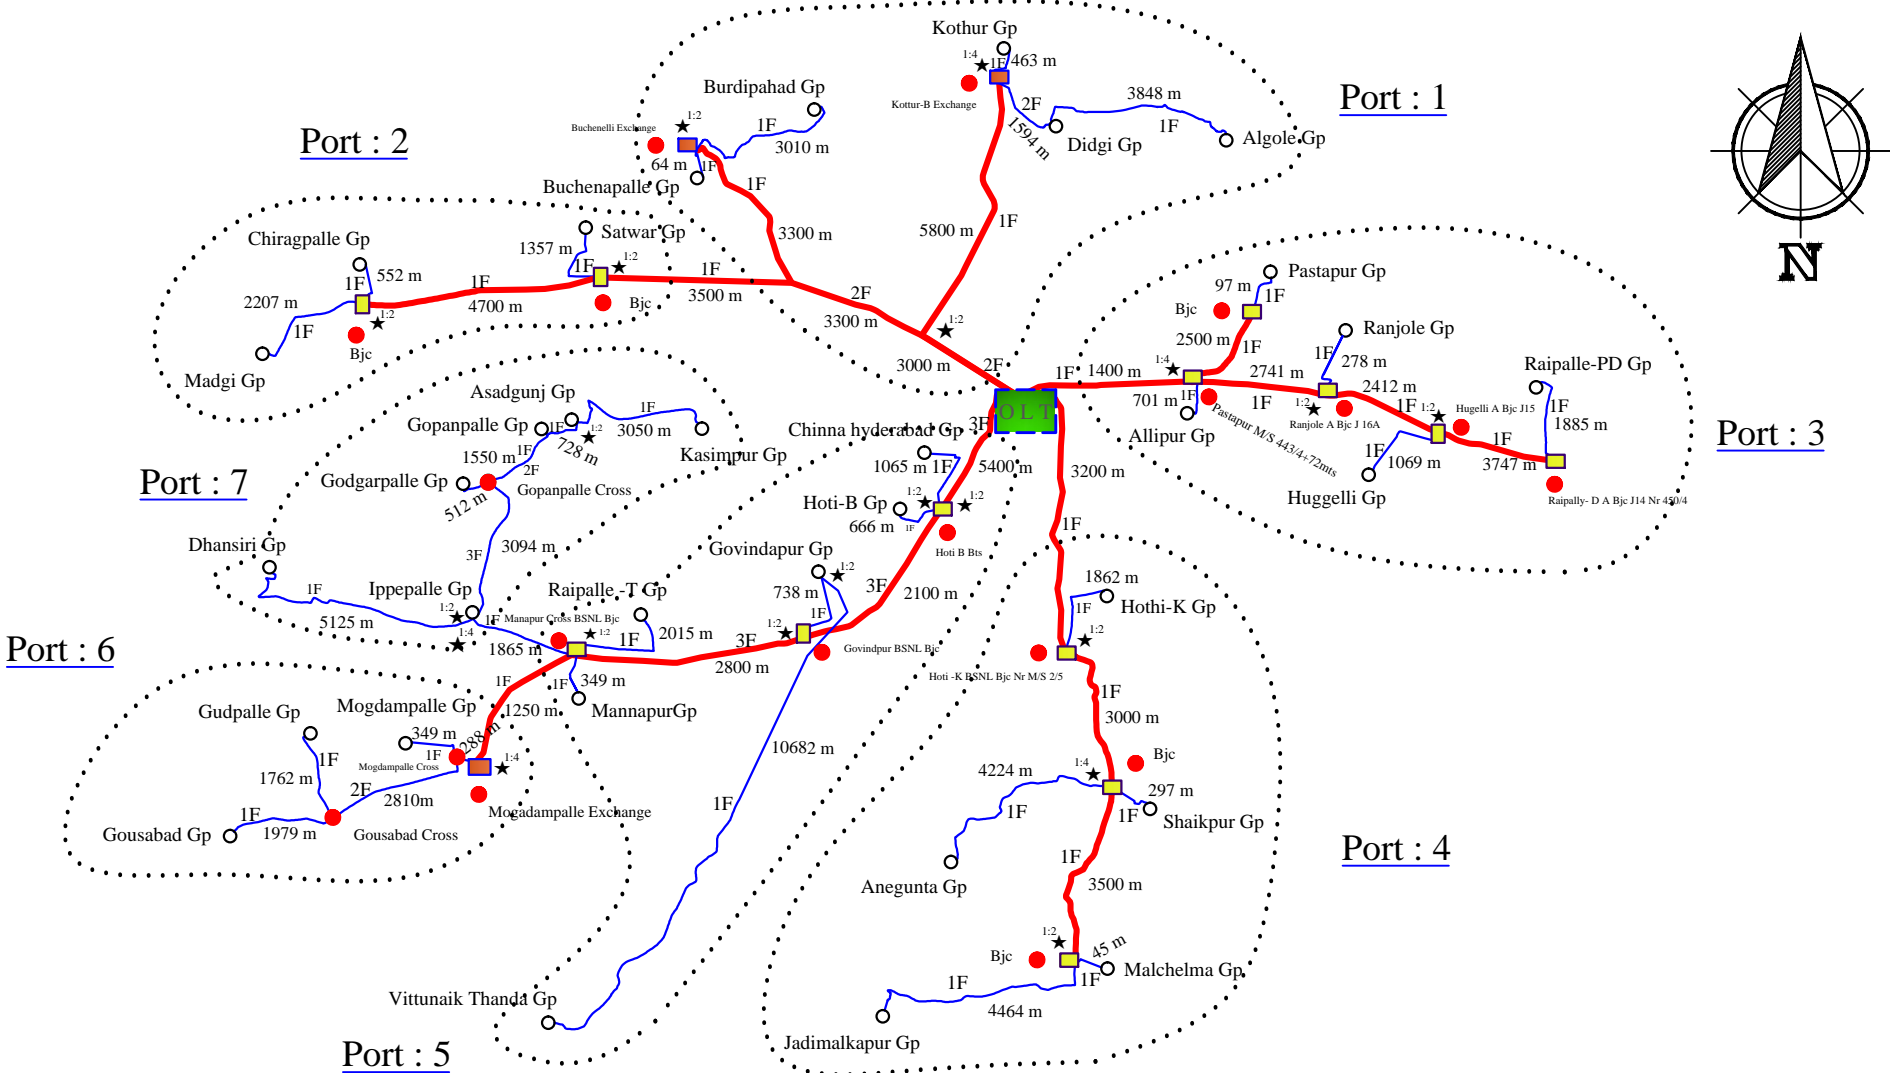 Port : 1
Kothur Gp
1:4
1F
463 m
Kottur-B Exchange
2F
1594 m
3848 m
1F
Didgi Gp
Algole Gp
Burdipahad Gp
1:2
Buchenelli Exchange
1F
3010 m
64 m
1F
Buchenapalle Gp
1F
3300 m
5800 m
1F
Port : 2
Chiragpalle Gp
552 m
1F
2207 m
1F
Madgi Gp
1:2
Bjc
1F
4700 m
1357 m
Satwar Gp
1F
1:2
Bjc
1F
3500 m
2F
3300 m
1:2
3000 m
2F
OLT
N
Port : 3
1F
1400 m
1:4
Pastapur Gp
97 m
1F
Bjc
2500 m
1F
701 m
1F
Allipur Gp
Pastapur M/S 443/4+72mts
2741 m
1F
Ranjole Gp
1F
278 m
1:2
Ranjole A Bjc J 16A
2412 m
1F
1:2
Hugelli A Bjc J15
1F
1069 m
Huggelli Gp
1F
3747 m
Raipalle-PD Gp
1F
1885 m
Raipally- D A Bjc J14 Nr 450/4
Port : 4
3200 m
1F
1862 m
1F
Hothi-K Gp
1:2
Hoti -K BSNL Bjc Nr M/S 2/5
1F
3000 m
Bjc
1:4
4224 m
1F
Anegunta Gp
297 m
1F
Shaikpur Gp
1F
3500 m
1:2
Bjc
45 m
1F
Malchelma Gp
1F
4464 m
Jadimalkapur Gp
Port : 5
3F
5400 m
Chinna hyderabad Gp
1065 m
1F
1:2
1:2
Hoti-B Gp
666 m
1F
Hoti B Bts
3F
2100 m
Govindapur Gp
1:2
738 m
1F
1:2
Govindpur BSNL Bjc
10682 m
1F
Vittunaik Thanda Gp
3F
2800 m
Raipalle -T Gp
1F
2015 m
1:2
Manapur Cross BSNL Bjc
1F
349 m
MannapurGp
Port : 6
1F
1250 m
Mogdampalle Gp
349 m
1F
288 m
Mogdampalle Cross
1:4
Mogadampalle Exchange
Gudpalle Gp
1F
1762 m
2F
2810m
Gousabad Gp
1F
1979 m
Gousabad Cross
Port : 7
Asadgunj Gp
1F
3050 m
Kasimpur Gp
Gopanpalle Gp
1F
1:2
728 m
1550 m
1F
2F
Godgarpalle Gp
512 m
Gopanpalle Cross
3F
3094 m
Dhansiri Gp
1F
5125 m
Ippepalle Gp
1:2
1:4
1F
1865 m